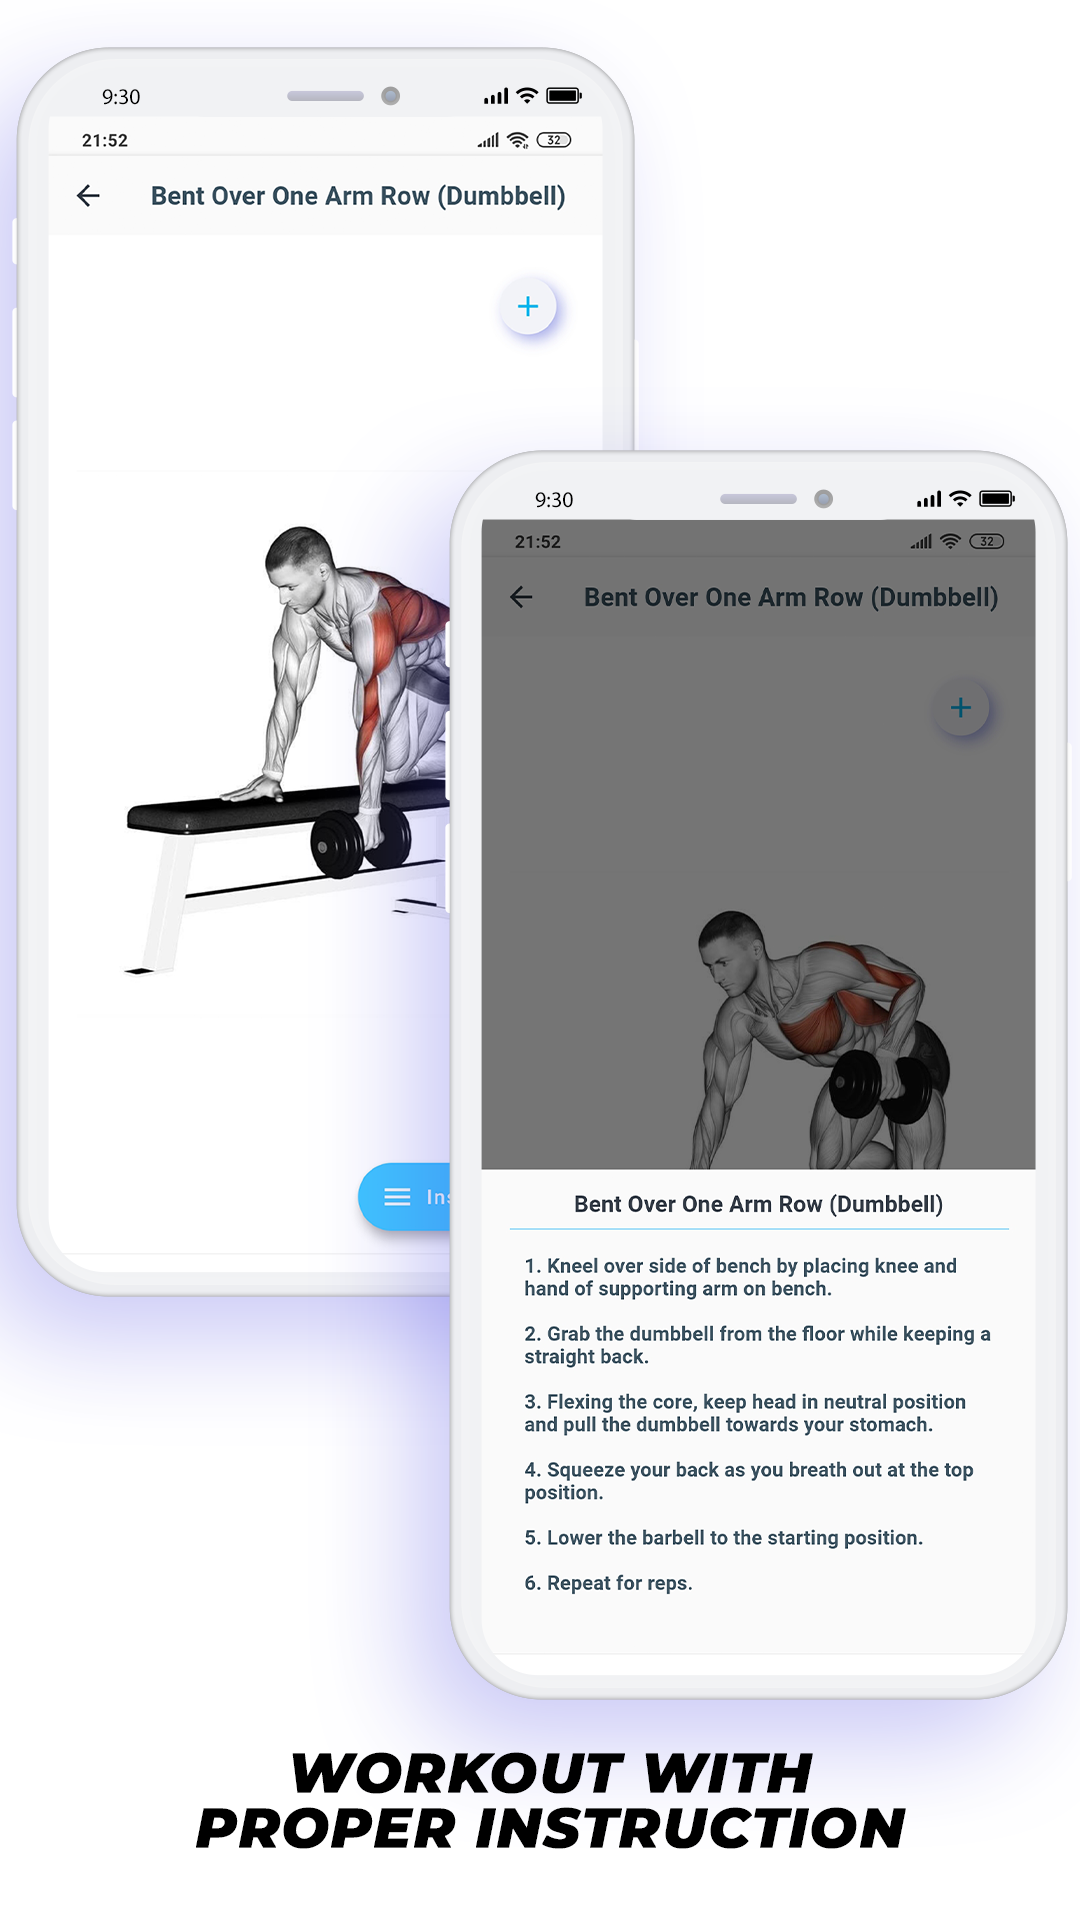 9:30
21:52
32
Bent Over One Arm Row (Dumbbell)
9:30
21:52
32
Bent Over One Arm Row (Dumbbell)
Bent Over One Arm Row (Dumbbell)
1. Kneel over side of bench by placing knee and
hand of supporting arm on bench.
2. Grab the dumbbell from the floor while keeping a
straight back.
3. Flexing the core, keep head in neutral position
and pull the dumbbell towards your stomach.
4. Squeeze your back as you breath out at the top
position.
5. Lower the barbell to the starting position.
6. Repeat for reps.
WORKOUT WITH
PROPER INSTRUCTION